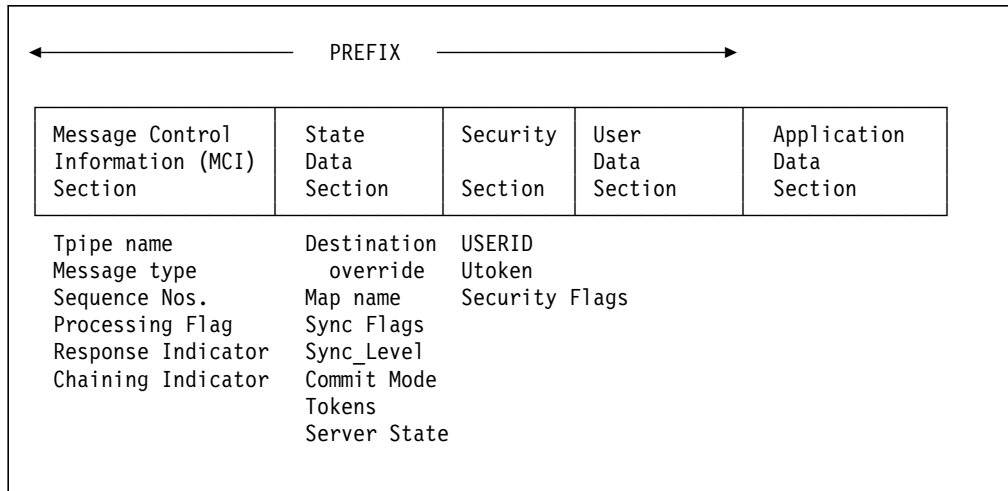 PREFIX
Message Control State Security User Application
Information (MCI) Data Data Data
Section Section Section Section Section
Tpipe name Destination USERID
Message type override Utoken
Sequence Nos. Map name Security Flags
Processing Flag Sync Flags
Response Indicator Sync_Level
Chaining Indicator Commit Mode
Tokens
Server State